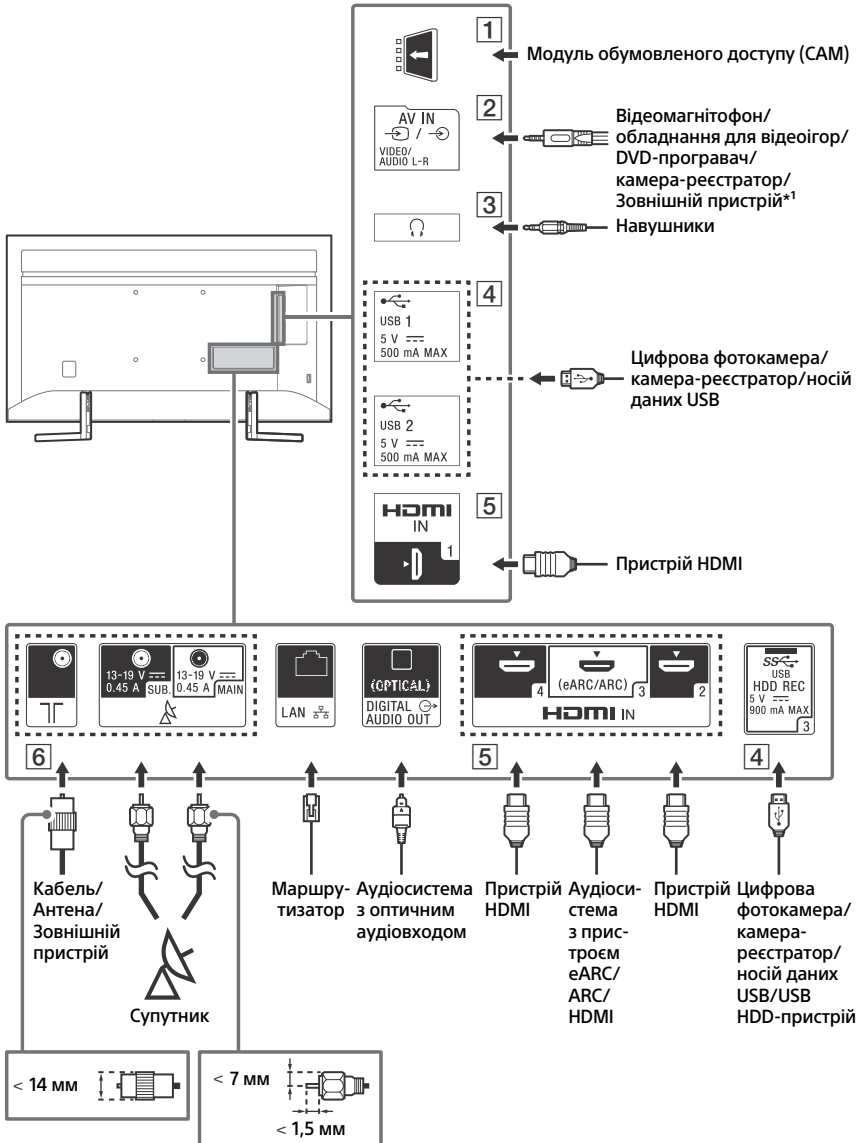 1
Модуль обумовленого доступу (CAM)
2
AV IN
/
VIDEO/
AUDIO L-R
Відеомагнітофон/
обладнання для відеоігор/
DVD-програвач/
камера-реєстратор/
Зовнішній пристрій*1
3
Навушники
4
USB 1
5 V
500 mA MAX
USB 2
5 V
500 mA MAX
Цифрова фотокамера/
камера-реєстратор/носій
даних USB
5
HDMI
IN
1
Пристрій HDMI
13-19 V
0.45 A SUB.
13-19 V
0.45 A MAIN
LAN
(OPTICAL)
DIGITAL
AUDIO OUT
4
(eARC/ARC) 3
2
HDMI IN
SS
USB
HDD REC
5 V
900 mA MAX
3
6
5
4
Кабель/
Антена/
Зовнішній
пристрій
Супутник
Маршру-
тизатор
Аудіосистема
з оптичним
аудіовходом
Пристрій
HDMI
Аудіоси-
стема
з прис-
троєм
eARC/
ARC/
HDMI
Пристрій
HDMI
Цифрова
фотокамера/
камера-
реєстратор/
носій даних
USB/USB
HDD-пристрій
< 14 мм
< 7 мм
< 1,5 мм